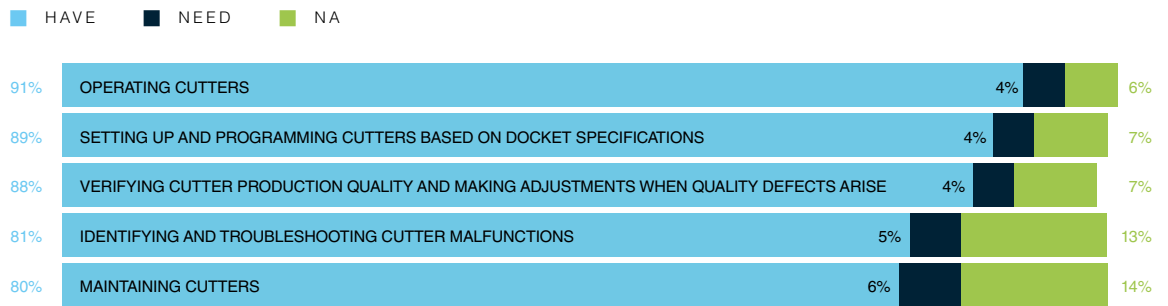 HAVE NEED NA
91% OPERATING CUTTERS 4% 6%
89% SETTING UP AND PROGRAMMING CUTTERS BASED ON DOCKET SPECIFICATIONS 4% 7%
88% VERIFYING CUTTER PRODUCTION QUALITY AND MAKING ADJUSTMENTS WHEN QUALITY DEFECTS ARISE 4% 7%
81% IDENTIFYING AND TROUBLESHOOTING CUTTER MALFUNCTIONS 5% 13%
80% MAINTAINING CUTTERS 6% 14%